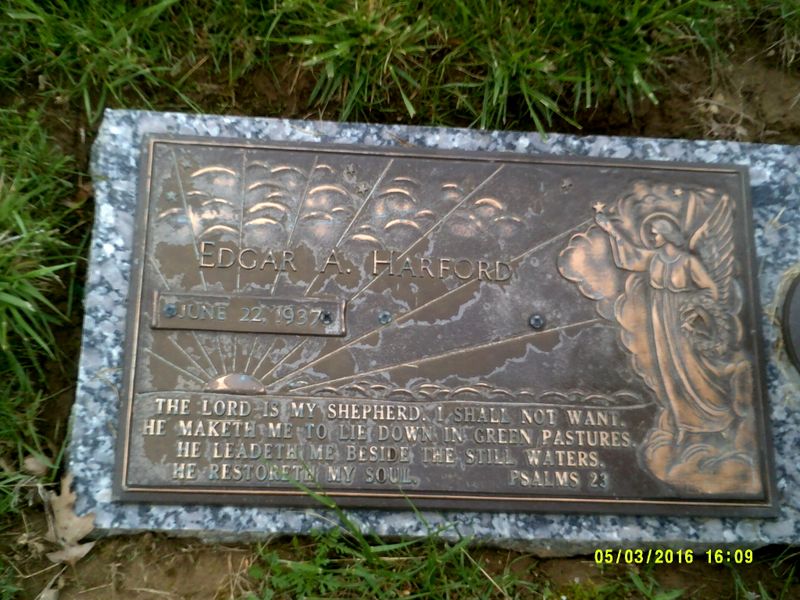 EDGAR A. HARFORD
JUNE 22, 1937
THE LORD IS MY SHEPHERD. I SHALL NOT WANT.
HE MAKETH ME TO LIE DOWN IN GREEN PASTURES.
HE LEADETH ME BESIDE THE STILL WATERS.
HE RESTORETH MY SOUL. PSALMS 23
05/03/2016 16:09